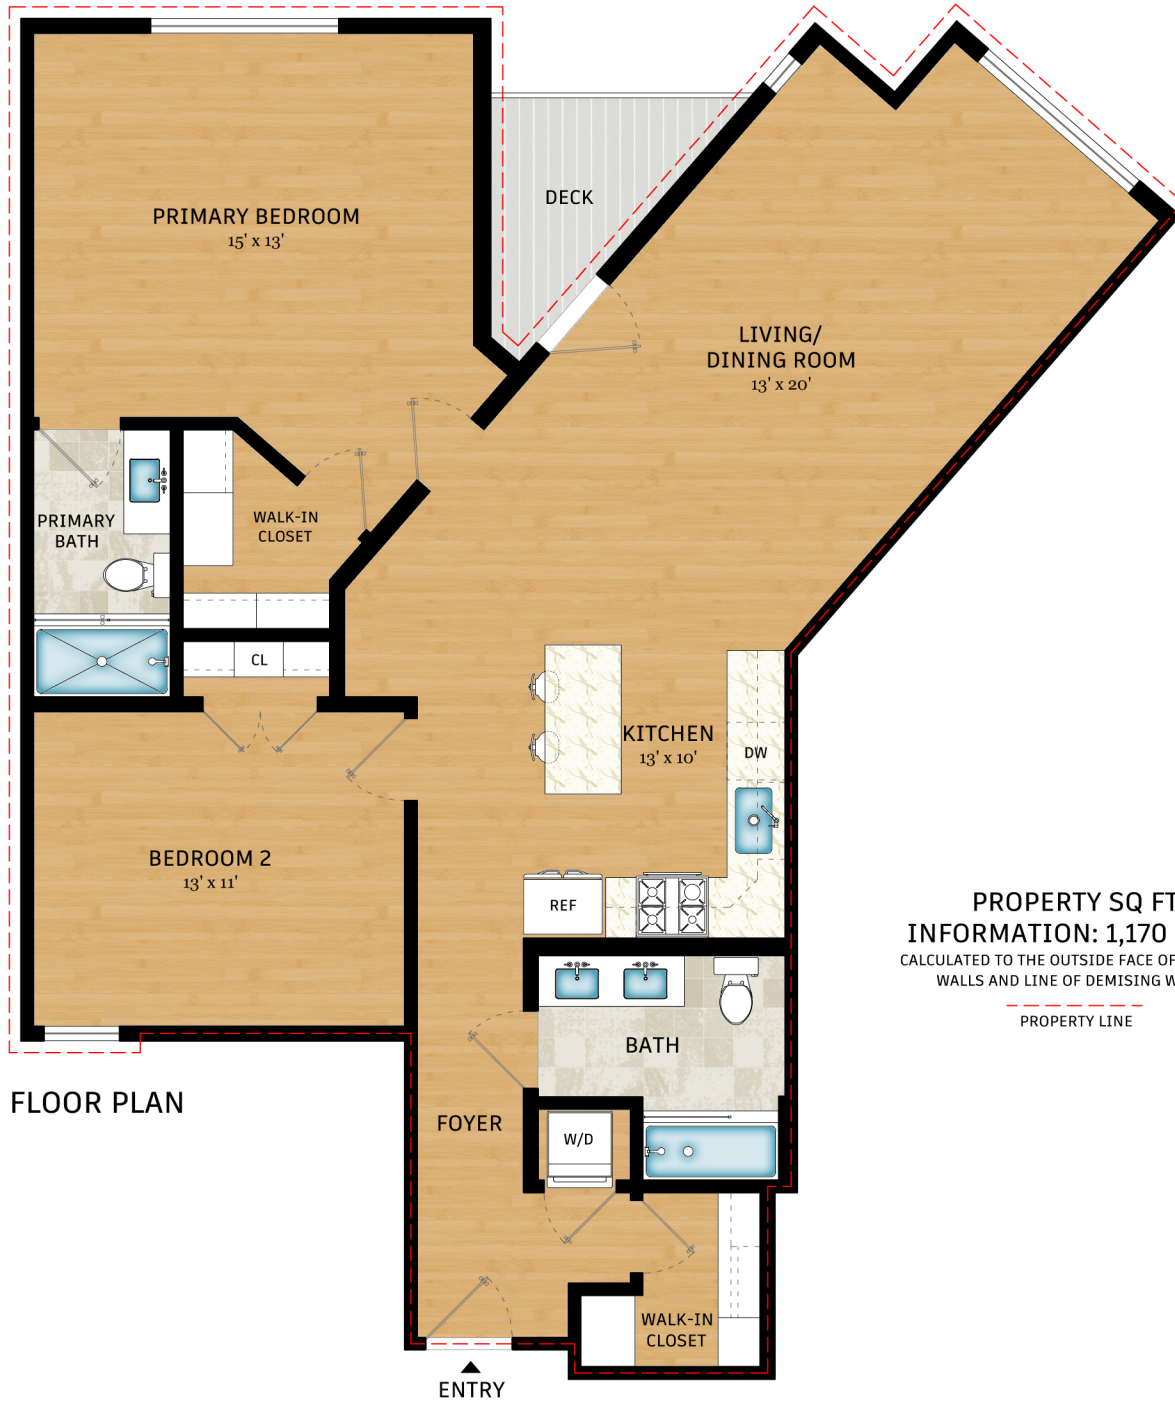 DECK
PRIMARY BEDROOM
15' x 13'
LIVING/
DINING ROOM
13' x 20'
PRIMARY
BATH
WALK-IN
CLOSET
CL
KITCHEN
13' x 10'
DW
BEDROOM 2
13' x 11'
REF
PROPERTY SQ FT
INFORMATION: 1,170
CALCULATED TO THE OUTSIDE FACE OF
WALLS AND LINE OF DEMISING W
PROPERTY LINE
BATH
FLOOR PLAN
FOYER
W/D
WALK-IN
CLOSET
ENTRY